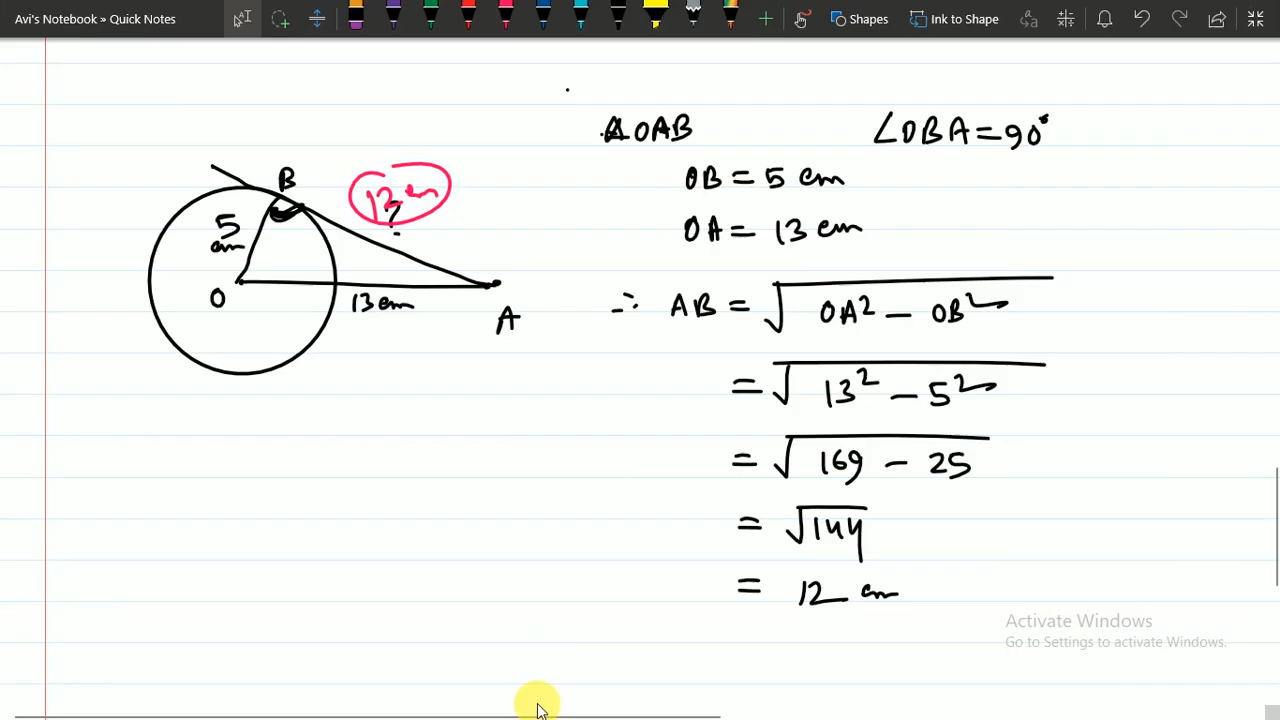 Avi's Notebook » Quick Notes
Shapes
Ink to Shape
B
12 cm
?
5
cm
O
13 cm
A
△OAB
∠OBA = 90°
OB = 5 cm
OA = 13 cm
∴ AB = √(OA² − OB²)
= √(13² − 5²)
= √(169 − 25)
= √144
= 12 cm
Activate Windows
Go to Settings to activate Windows.